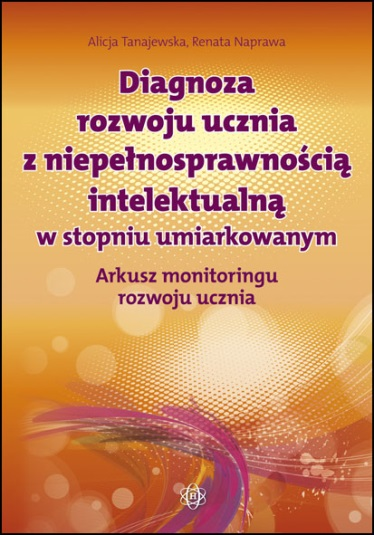 Alicja Tanajewska, Renata Naprawa
Diagnoza
rozwoju ucznia
z niepełnosprawnością
intelektualną
w stopniu umiarkowanym
Arkusz monitoringu
rozwoju ucznia
H